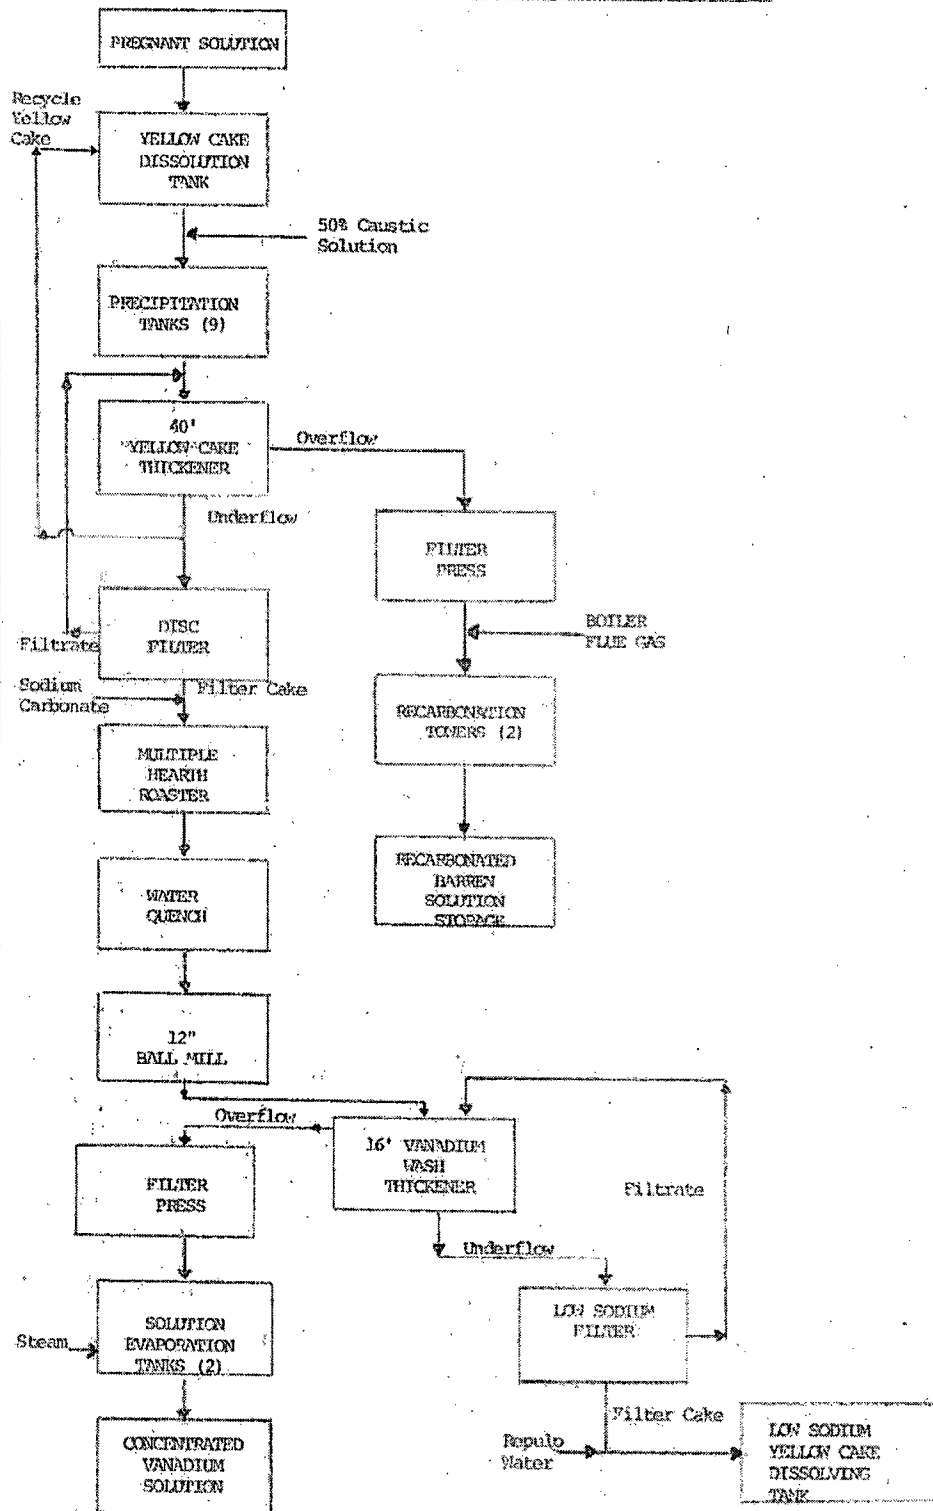 PREGNANT SOLUTION
Recycle
Yellow
Cake
YELLOW CAKE
DISSOLUTION
TANK
50% Caustic
Solution
PRECIPITATION
TANKS (9)
40'
YELLOW CAKE
THICKENER
Overflow
Underflow
FILTER
PRESS
DISC
FILTER
Filtrate
BOILER
FLUE GAS
Sodium
Carbonate
Filter Cake
RECARBONATION
TOWERS (2)
MULTIPLE
HEARTH
ROASTER
RECARBONATED
BARREN
SOLUTION
STORAGE
WATER
QUENCH
12"
BALL MILL
Overflow
16' VANADIUM
WASH
THICKENER
Filtrate
FILTER
PRESS
Underflow
LOW SODIUM
FILTER
Steam
SOLUTION
EVAPORATION
TANKS (2)
Filter Cake
Repulp
Water
LOW SODIUM
YELLOW CAKE
DISSOLVING
TANK
CONCENTRATED
VANADIUM
SOLUTION